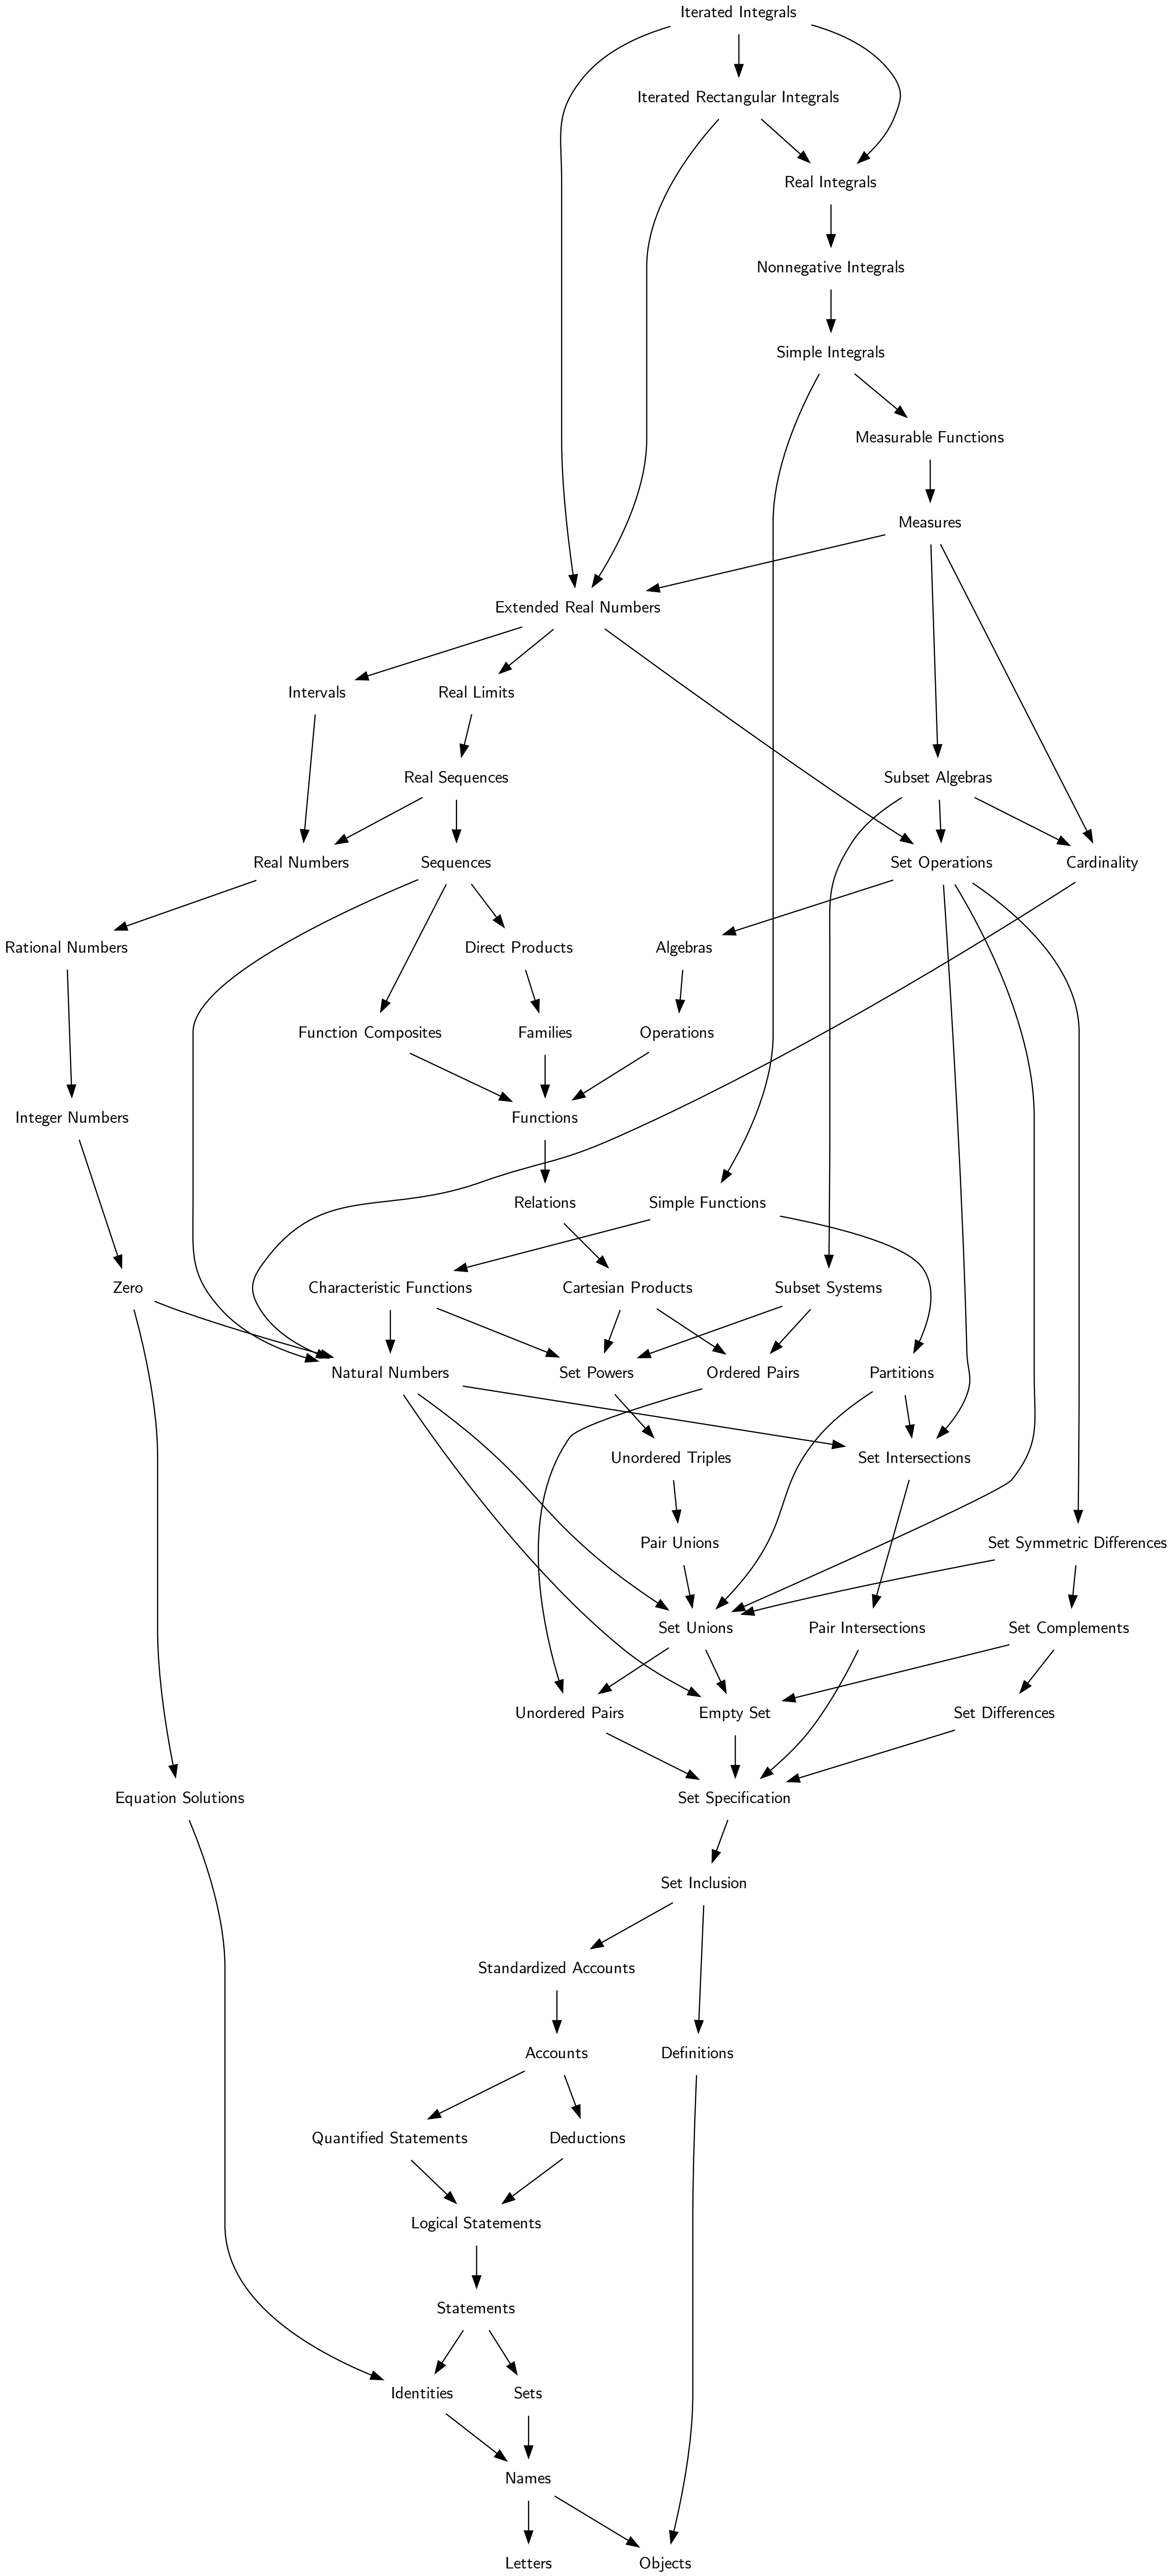 Iterated Integrals
Iterated Rectangular Integrals
Real Integrals
Nonnegative Integrals
Simple Integrals
Measurable Functions
Measures
Extended Real Numbers
Intervals
Real Limits
Real Sequences
Subset Algebras
Real Numbers
Sequences
Set Operations
Cardinality
Rational Numbers
Direct Products
Algebras
Function Composites
Families
Operations
Integer Numbers
Functions
Relations
Simple Functions
Zero
Characteristic Functions
Cartesian Products
Subset Systems
Natural Numbers
Set Powers
Ordered Pairs
Partitions
Unordered Triples
Set Intersections
Pair Unions
Set Symmetric Differences
Set Unions
Pair Intersections
Set Complements
Unordered Pairs
Empty Set
Set Differences
Equation Solutions
Set Specification
Set Inclusion
Standardized Accounts
Accounts
Definitions
Quantified Statements
Deductions
Logical Statements
Statements
Identities
Sets
Names
Letters
Objects